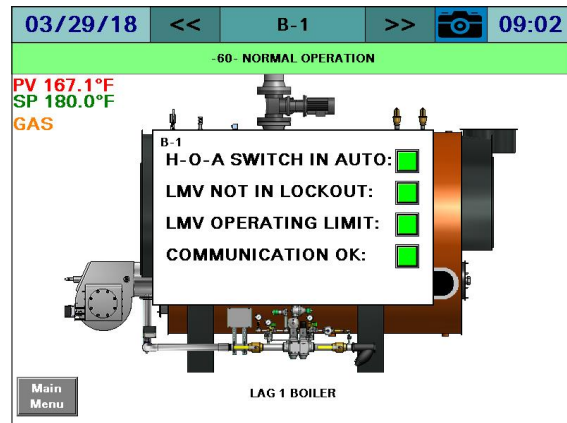 03/29/18 << B-1 >> 09:02
-60- NORMAL OPERATION
PV 167.1°F
SP 180.0°F
GAS
B-1
H-O-A SWITCH IN AUTO:
LMV NOT IN LOCKOUT:
LMV OPERATING LIMIT:
COMMUNICATION OK:
Main
Menu
LAG 1 BOILER